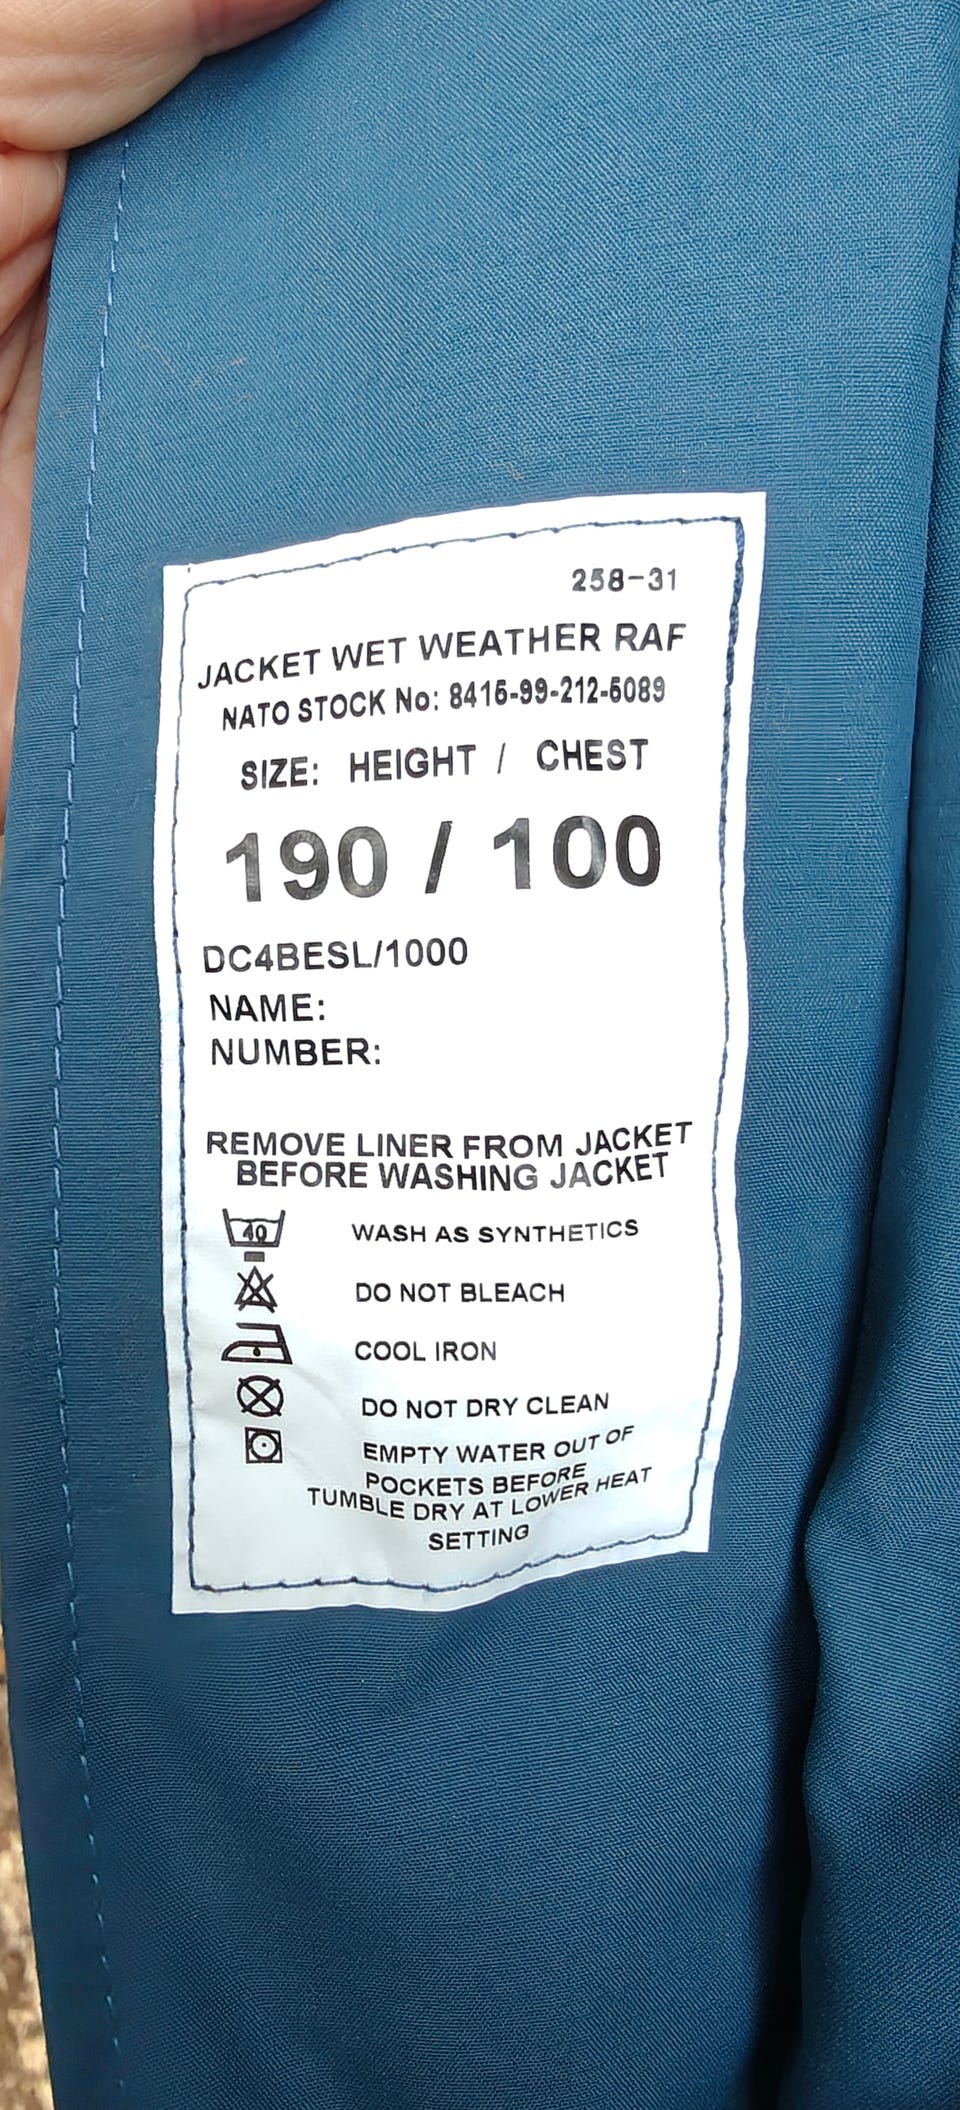 258-31
JACKET WET WEATHER RAF
NATO STOCK No: 8415-99-212-5089
SIZE: HEIGHT / CHEST
190 / 100
DC4BESL/1000
NAME:
NUMBER:
REMOVE LINER FROM JACKET
BEFORE WASHING JACKET
40 WASH AS SYNTHETICS
DO NOT BLEACH
COOL IRON
DO NOT DRY CLEAN
EMPTY WATER OUT OF
POCKETS BEFORE
TUMBLE DRY AT LOWER HEAT
SETTING